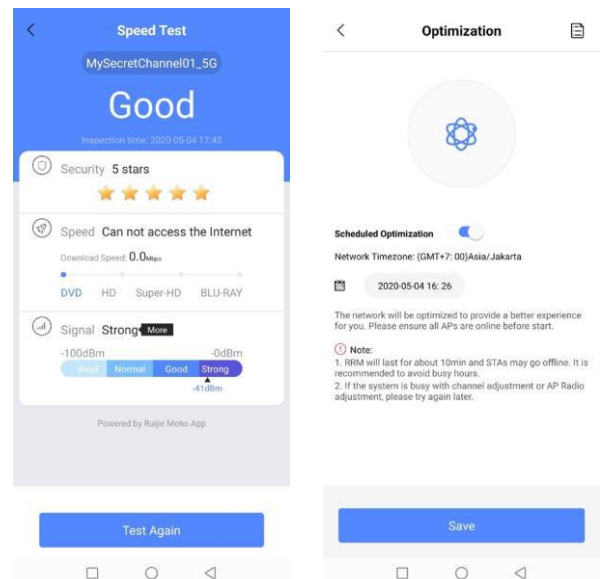 Speed Test
MySecretChannel01_5G
Good
Inspection time: 2020-05-04 17:43
Security 5 stars
Speed Can not access the Internet
Download Speed: 0.0Mbps
DVD HD Super-HD BLU-RAY
Signal Strong More
-100dBm -0dBm
Weak Normal Good Strong
-41dBm
Powered by Ruijie Moho App
Test Again
Optimization
Scheduled Optimization
Network Timezone: (GMT+7: 00)Asia/Jakarta
2020-05-04 16: 26
The network will be optimized to provide a better experience
for you. Please ensure all APs are online before start.
Note:
1. RRM will last for about 10min and STAs may go offline. It is
recommended to avoid busy hours.
2. If the system is busy with channel adjustment or AP Radio
adjustment, please try again later.
Save